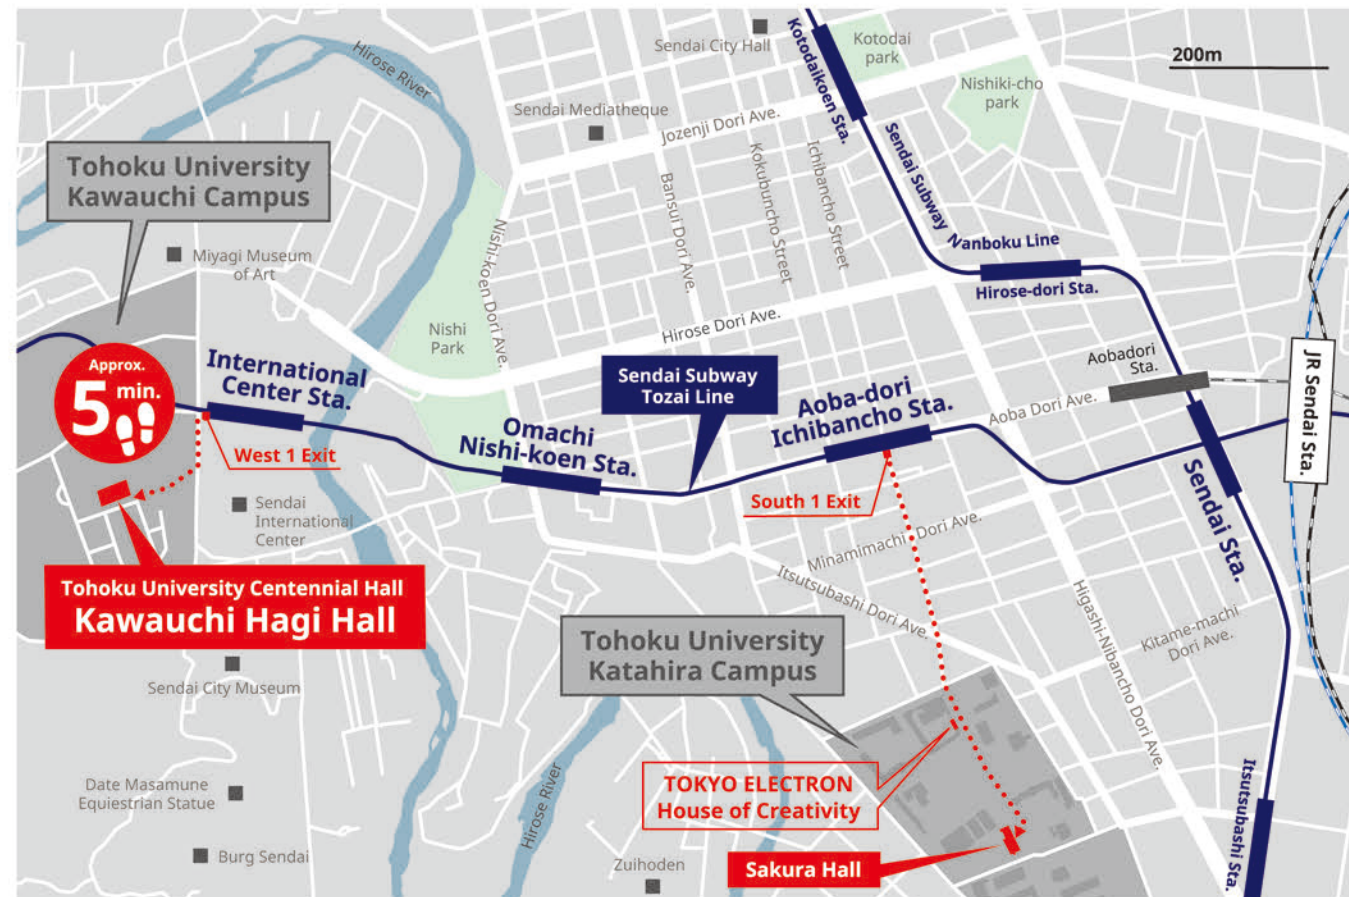 Sendai City Hall
Kotodaikoen Sta.
Kotodai
park
200m
Nishiki-cho
park
Hirose River
Sendai Mediatheque
Jozenji Dori Ave.
Sendai Subway
Nanboku Line
Tohoku University
Kawauchi Campus
Kokubuncho Street
Ichibancho Street
Bansui Dori Ave.
Nishi-koen Dori Ave.
Miyagi Museum
of Art
Hirose-dori Sta.
Hirose Dori Ave.
Nishi
Park
Approx.
5 min.
International
Center Sta.
Sendai Subway
Tozai Line
Aobadori
Sta.
JR Sendai Sta.
Aoba-dori
Ichibancho Sta.
Aoba Dori Ave.
Omachi
Nishi-koen Sta.
West 1 Exit
Sendai Sta.
South 1 Exit
Sendai
International
Center
Minamimachi Dori Ave.
Itsutsubashi Dori Ave.
Higashi-Nibancho Dori Ave.
Kitame-machi
Dori Ave.
Tohoku University Centennial Hall
Kawauchi Hagi Hall
Tohoku University
Katahira Campus
Sendai City Museum
Date Masamune
Equiestrian Statue
TOKYO ELECTRON
House of Creativity
Hirose River
Itsutsubashi Sta.
Burg Sendai
Zuihoden
Sakura Hall